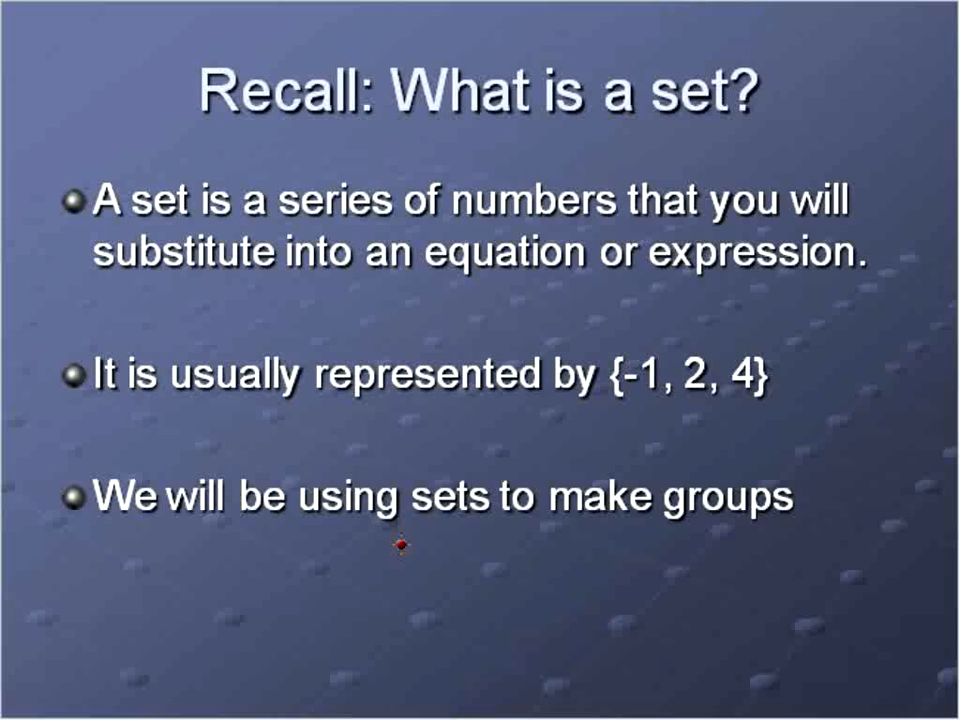 Recall: What is a set?
A set is a series of numbers that you will
substitute into an equation or expression.
It is usually represented by {-1, 2, 4}
We will be using sets to make groups